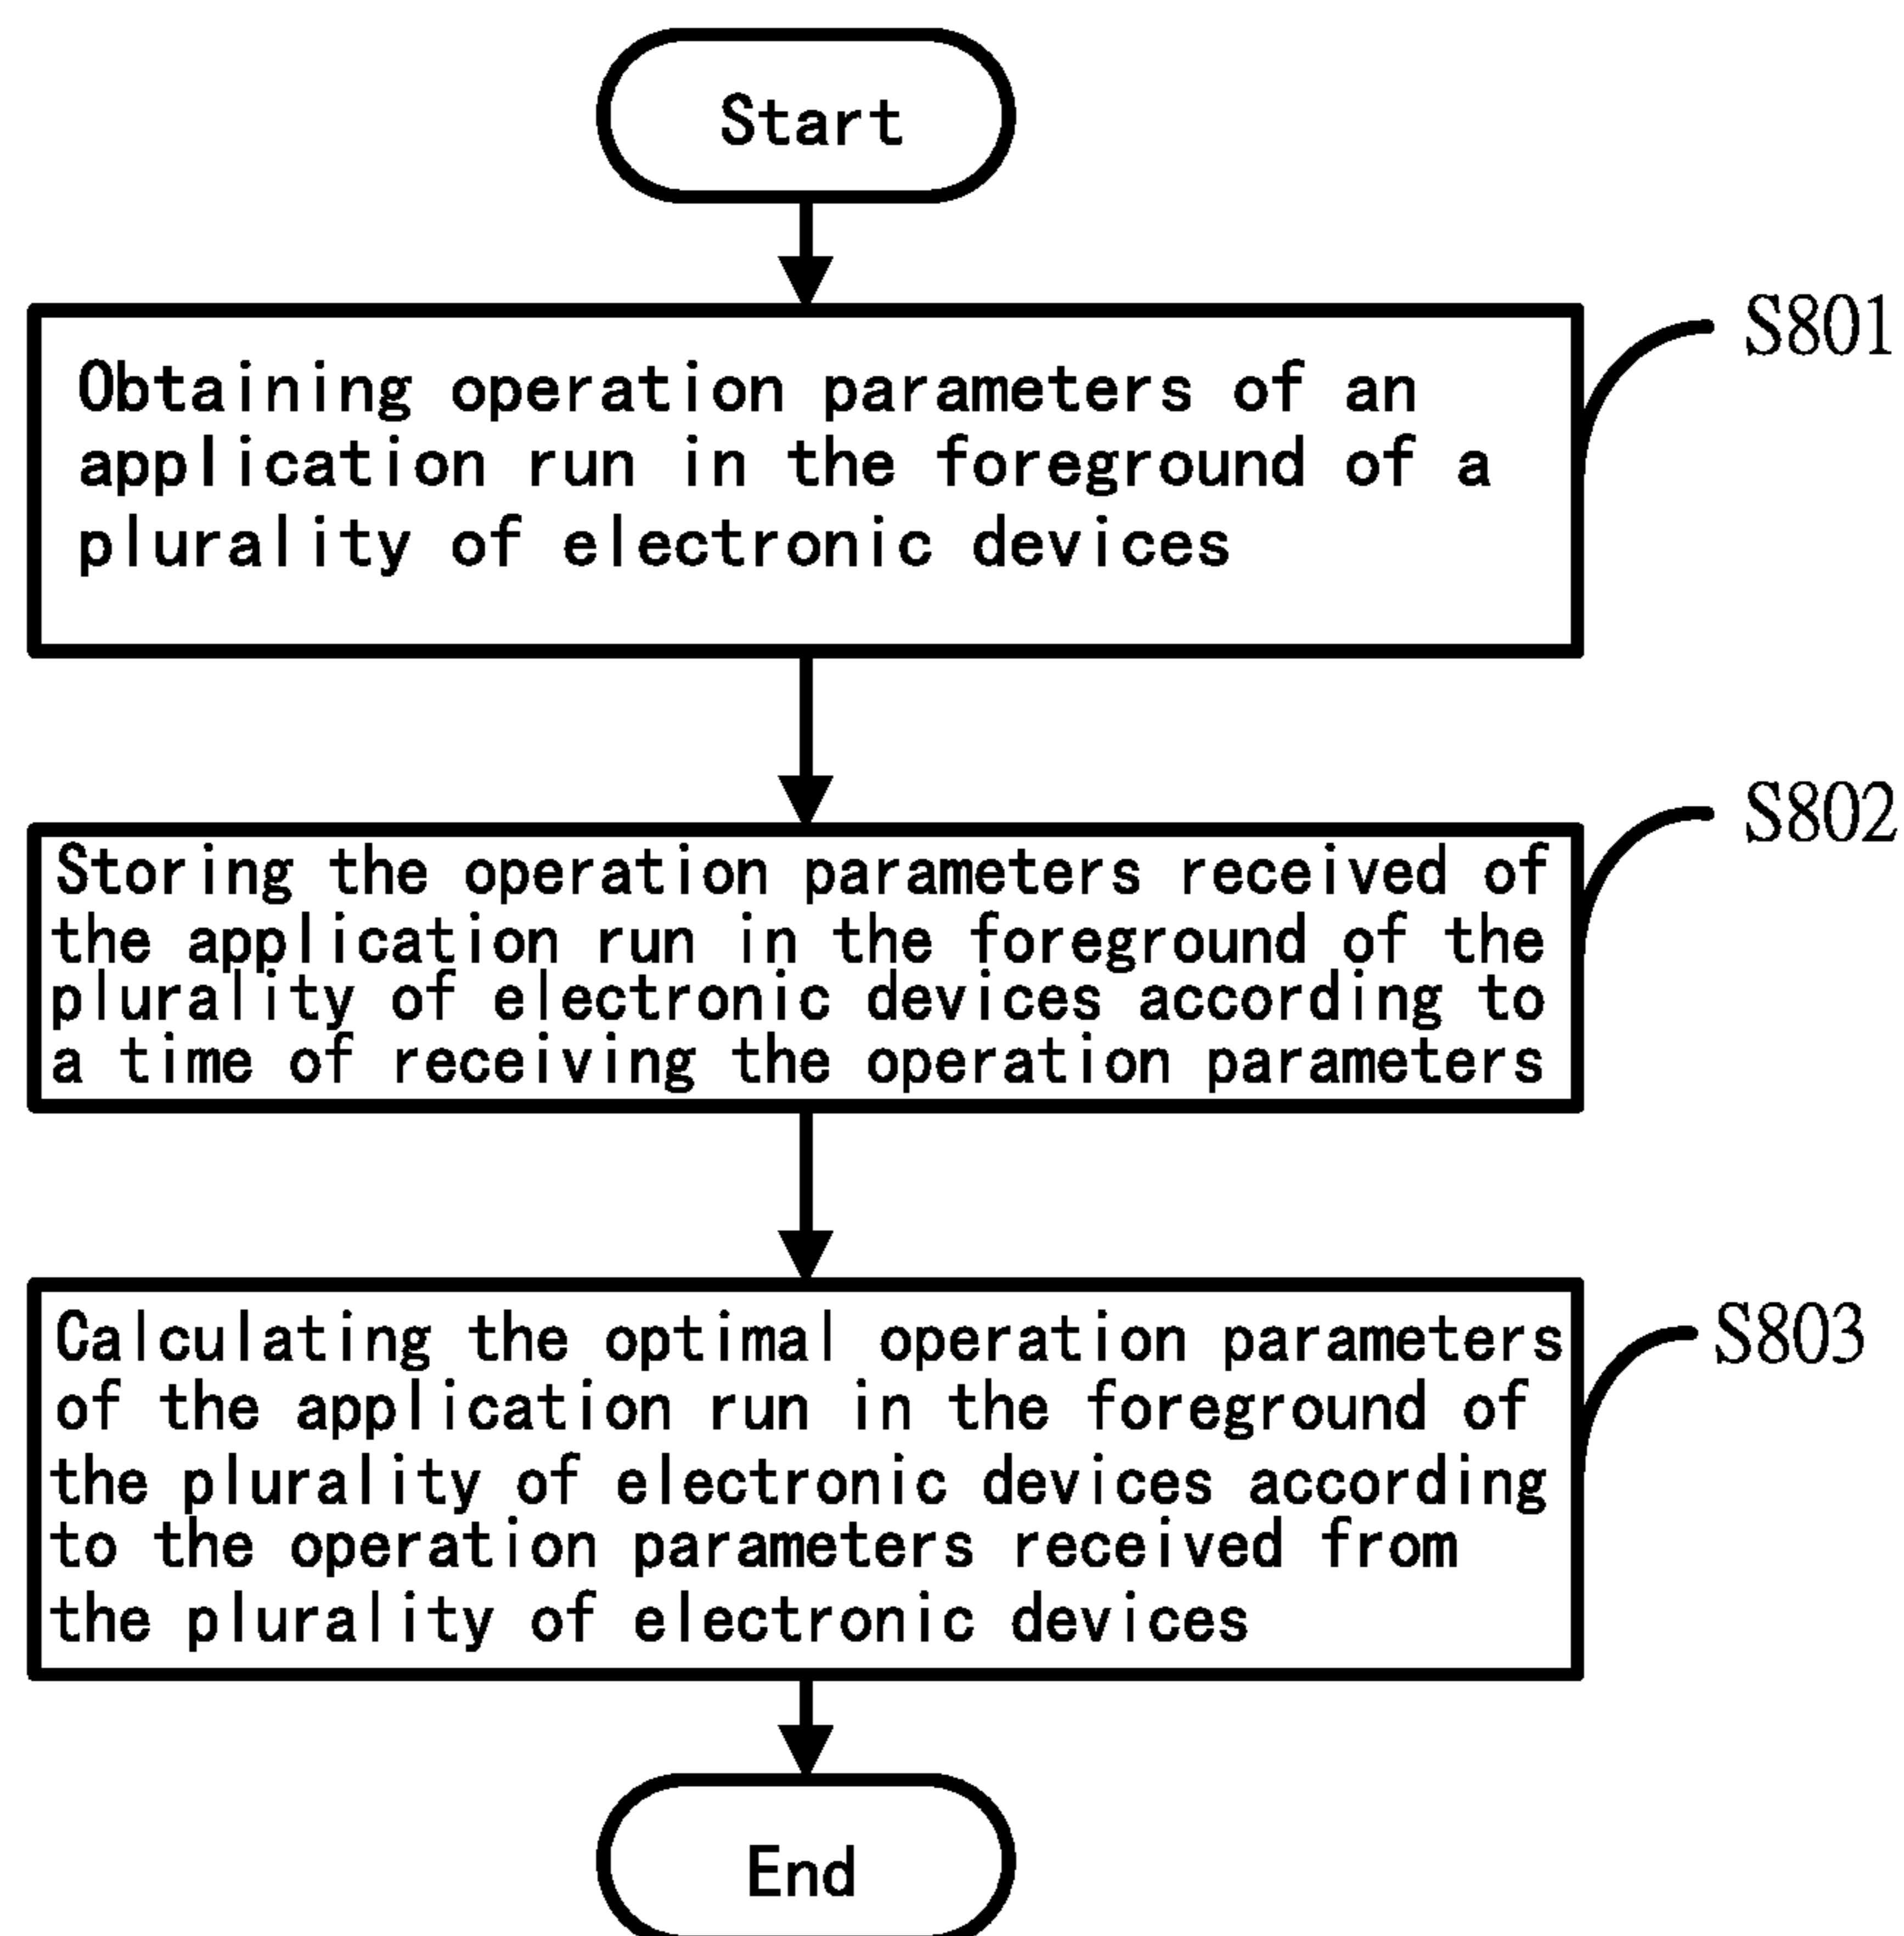 Start
S801
Obtaining operation parameters of an
application run in the foreground of a
plurality of electronic devices
S802
Storing the operation parameters received of
the application run in the foreground of the
plurality of electronic devices according to
a time of receiving the operation parameters
S803
Calculating the optimal operation parameters
of the application run in the foreground of
the plurality of electronic devices according
to the operation parameters received from
the plurality of electronic devices
End